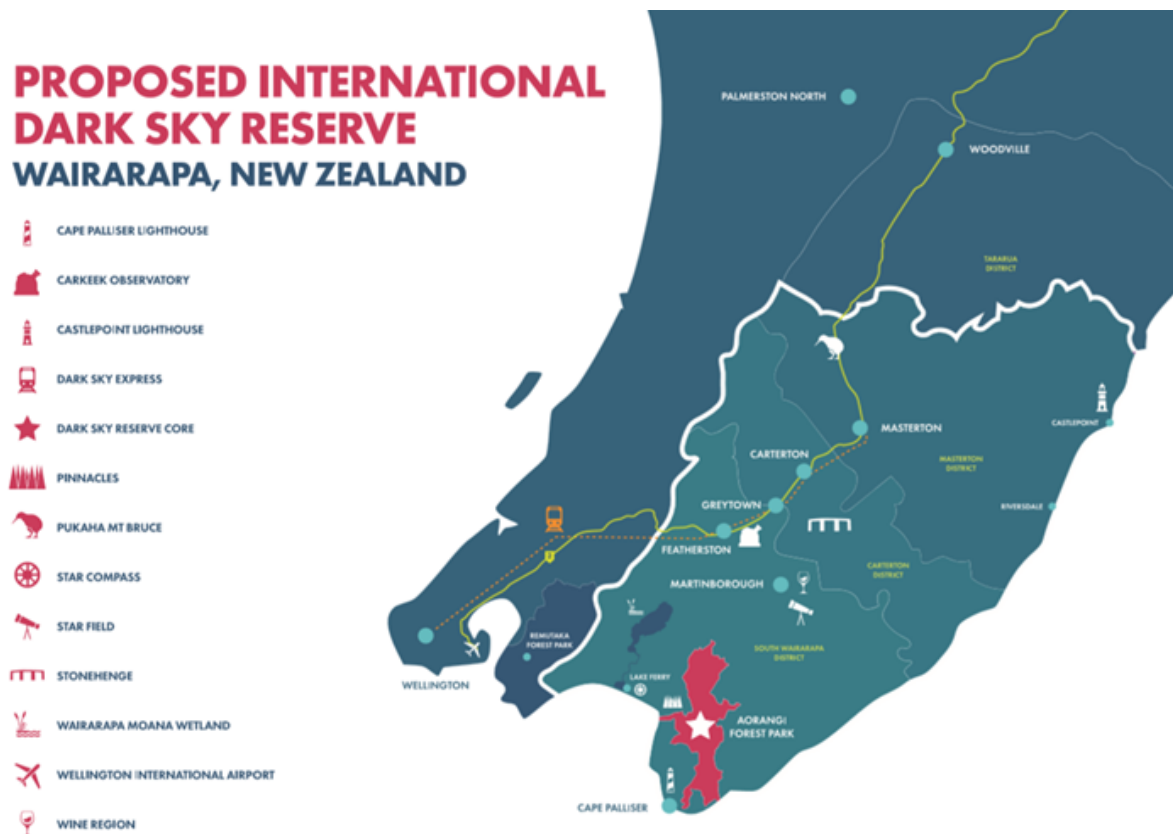 PROPOSED INTERNATIONAL
DARK SKY RESERVE
WAIRARAPA, NEW ZEALAND
CAPE PALLISER LIGHTHOUSE
CARKEEK OBSERVATORY
CASTLEPOINT LIGHTHOUSE
DARK SKY EXPRESS
DARK SKY RESERVE CORE
PINNACLES
PUKAHA MT BRUCE
STAR COMPASS
STAR FIELD
STONEHENGE
WAIRARAPA MOANA WETLAND
WELLINGTON INTERNATIONAL AIRPORT
WINE REGION
PALMERSTON NORTH
WOODVILLE
TARARUA
DISTRICT
CASTLEPOINT
MASTERTON
CARTERTON
MASTERTON
DISTRICT
GREYTOWN
RIVERSDALE
FEATHERSTON
CARTERTON
DISTRICT
MARTINBOROUGH
REMUTAKA
FOREST PARK
SOUTH WAIRARAPA
DISTRICT
WELLINGTON
LAKE FERRY
AORANGI
FOREST PARK
CAPE PALLISER